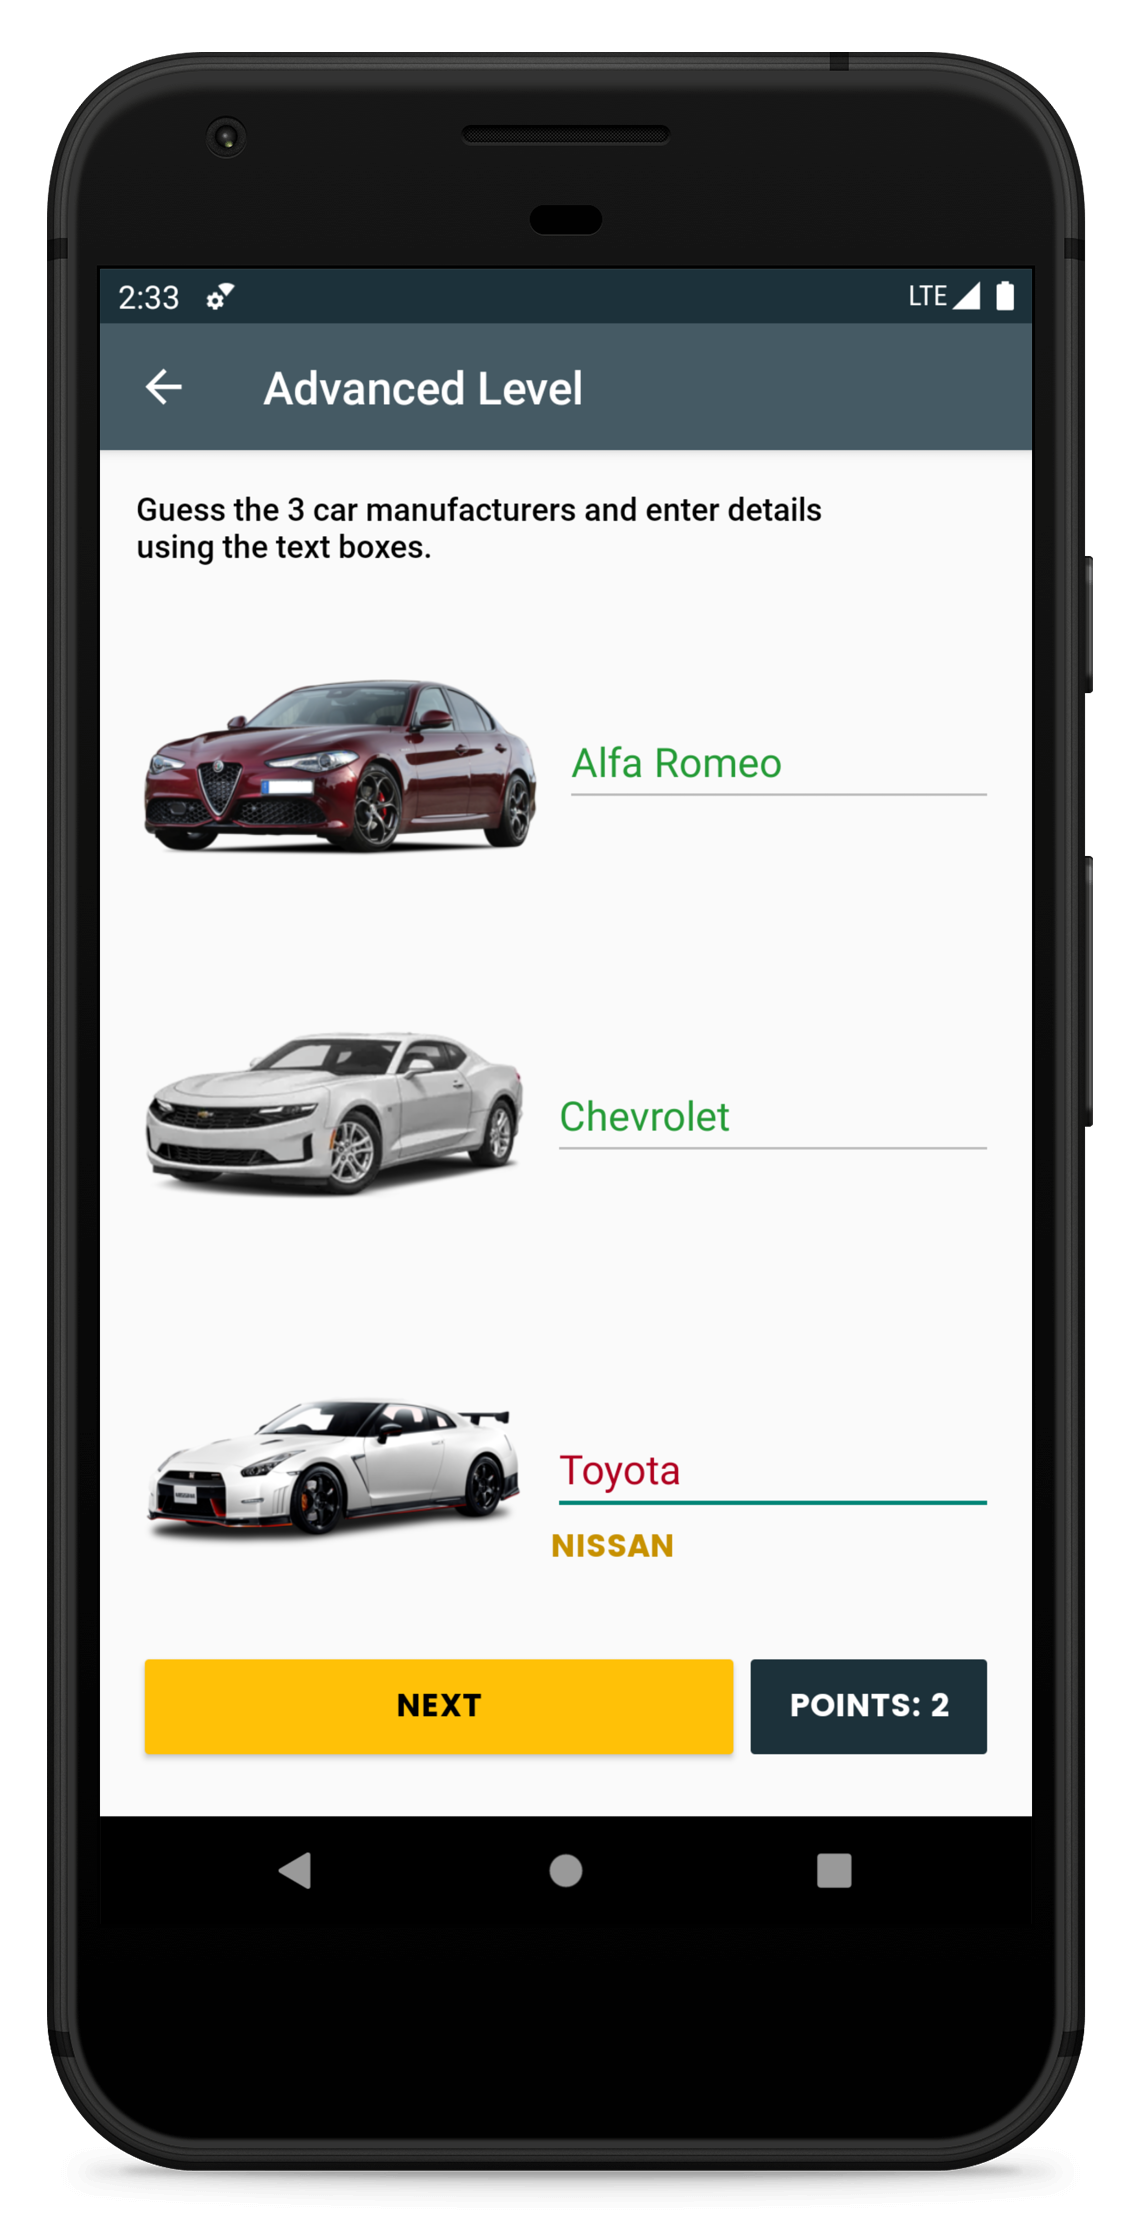 2:33 LTE
Advanced Level
Guess the 3 car manufacturers and enter details
using the text boxes.
Alfa Romeo
Chevrolet
Toyota
NISSAN
NEXT POINTS: 2